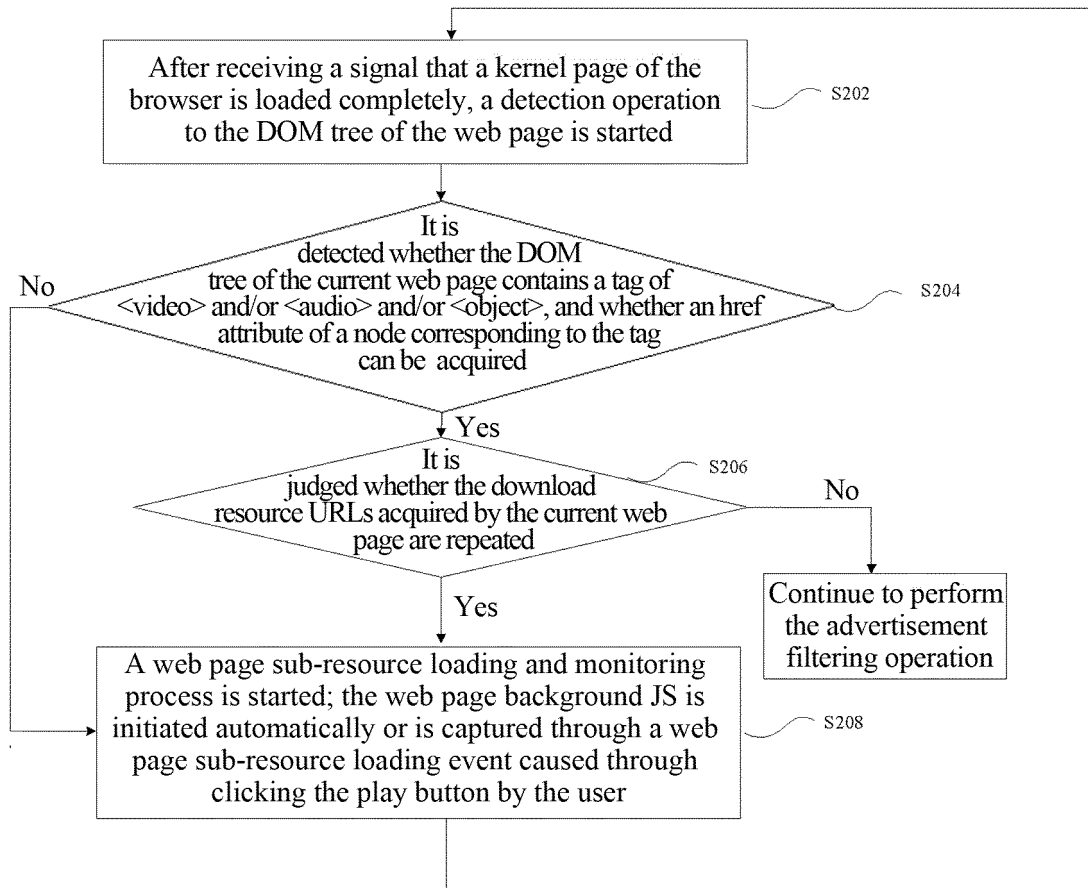 After receiving a signal that a kernel page of the
browser is loaded completely, a detection operation
to the DOM tree of the web page is started
S202
It is
detected whether the DOM
tree of the current web page contains a tag of
<video> and/or <audio> and/or <object>, and whether an href
attribute of a node corresponding to the tag
can be acquired
No
S204
Yes
It is
judged whether the download
resource URLs acquired by the current web
page are repeated
S206
No
Continue to perform
the advertisement
filtering operation
Yes
A web page sub-resource loading and monitoring
process is started; the web page background JS is
initiated automatically or is captured through a web
page sub-resource loading event caused through
clicking the play button by the user
S208